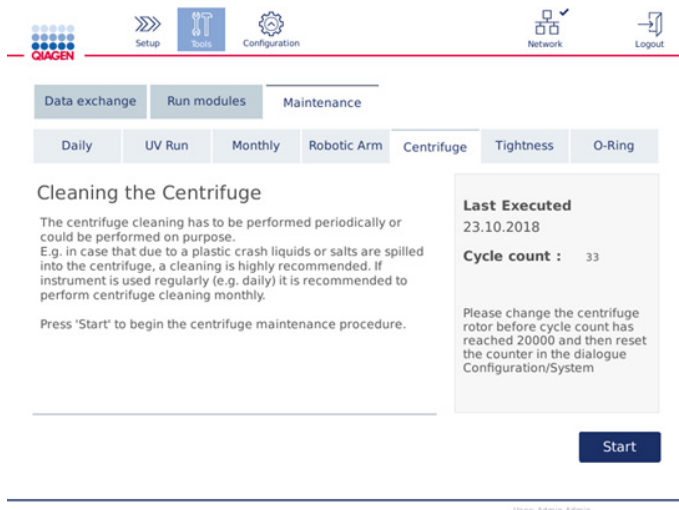 QIAGEN
Setup
Tools
Configuration
Network
Logout
Data exchange
Run modules
Maintenance
Daily
UV Run
Monthly
Robotic Arm
Centrifuge
Tightness
O-Ring
Cleaning the Centrifuge
The centrifuge cleaning has to be performed periodically or
could be performed on purpose.
E.g. in case that due to a plastic crash liquids or salts are spilled
into the centrifuge, a cleaning is highly recommended. If
instrument is used regularly (e.g. daily) it is recommended to
perform centrifuge cleaning monthly.
Press 'Start' to begin the centrifuge maintenance procedure.
Last Executed
23.10.2018
Cycle count : 33
Please change the centrifuge
rotor before cycle count has
reached 20000 and then reset
the counter in the dialogue
Configuration/System
Start
User: Admin Admin